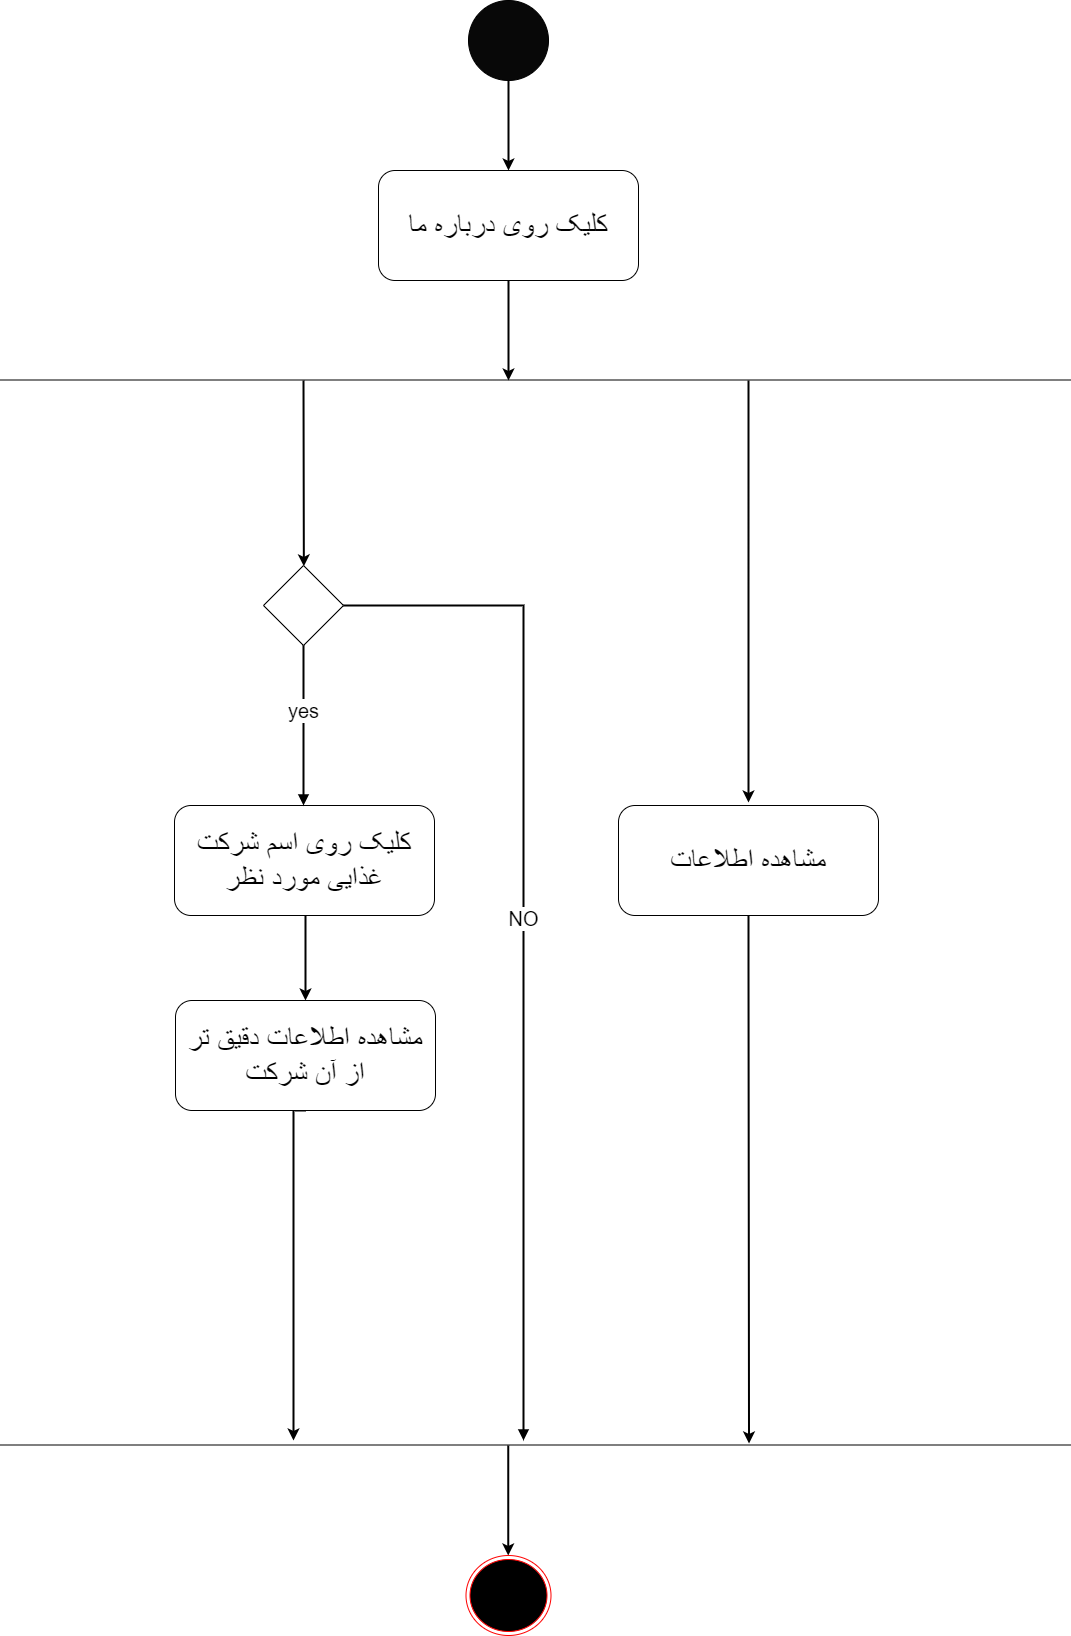 کلیک روی درباره ما
yes
کلیک روی اسم شرکت
غذایی مورد نظر
مشاهده اطلاعات
NO
مشاهده اطلاعات دقیق تر
از آن شرکت